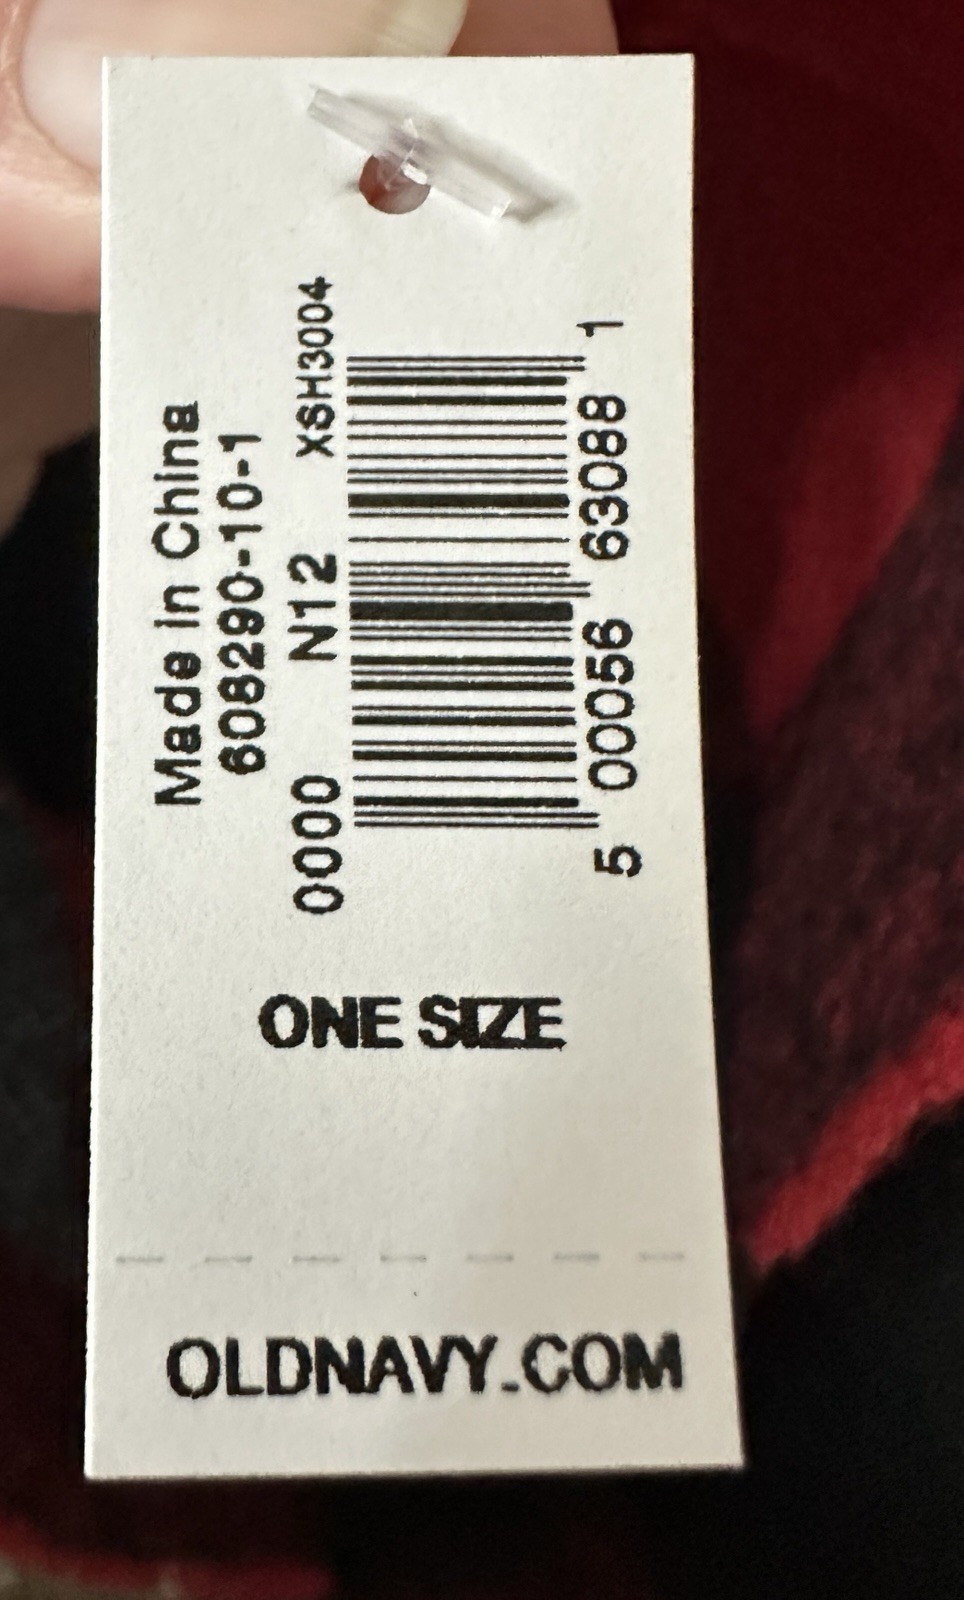 Made in China
608290-10-1
0000 N12 XSH3004
5 00056 63088 1
ONE SIZE
OLDNAVY.COM